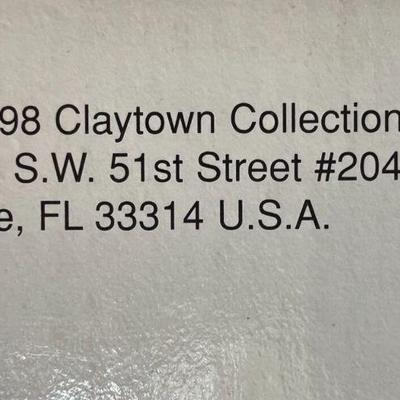 98 Claytown Collection
S.W. 51st Street #204
e, FL 33314 U.S.A.